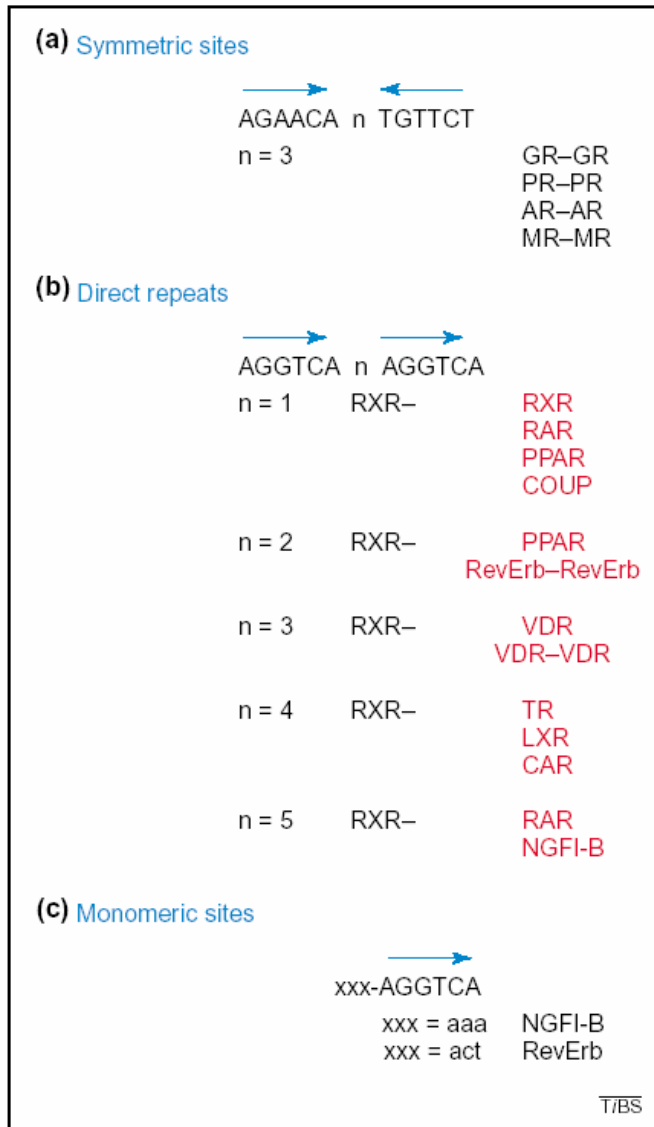 (a) Symmetric sites
AGAACA n TGTTCT
n = 3 GR–GR
PR–PR
AR–AR
MR–MR
(b) Direct repeats
AGGTCA n AGGTCA
n = 1 RXR– RXR
RAR
PPAR
COUP
n = 2 RXR– PPAR
RevErb–RevErb
n = 3 RXR– VDR
VDR–VDR
n = 4 RXR– TR
LXR
CAR
n = 5 RXR– RAR
NGFI-B
(c) Monomeric sites
xxx-AGGTCA
xxx = aaa NGFI-B
xxx = act RevErb
TiBS